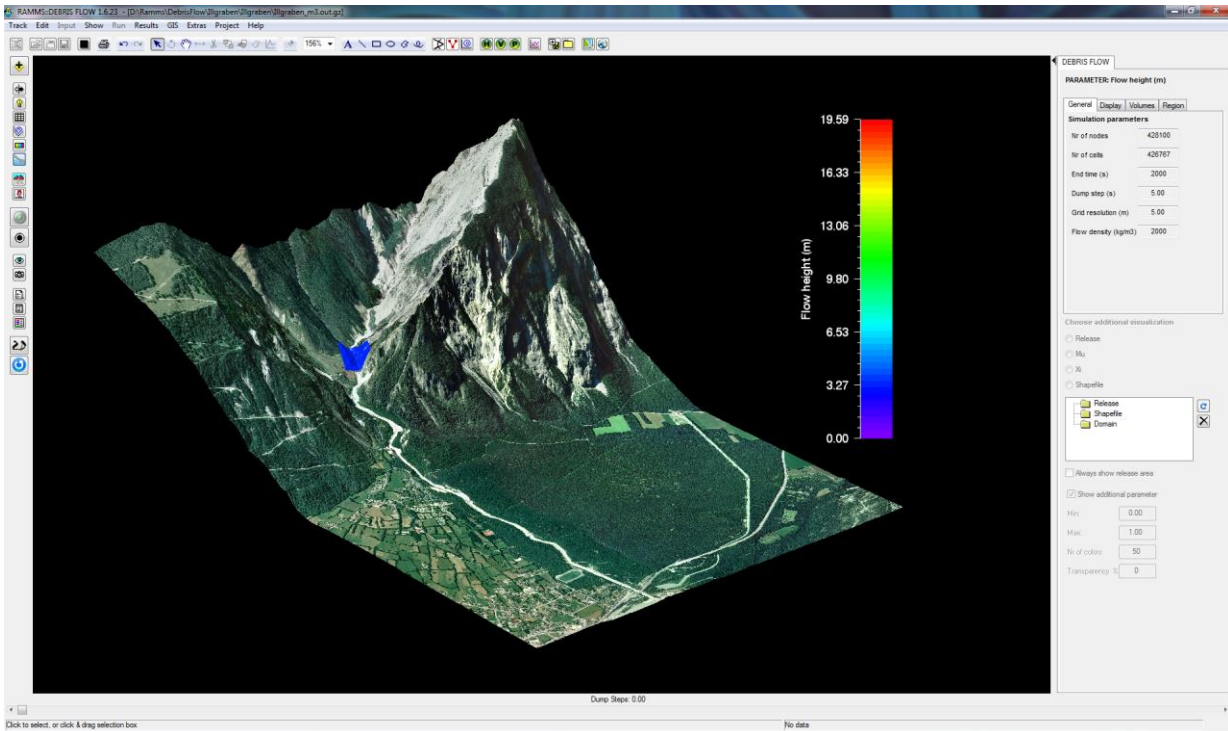 RAMMS::DEBRIS FLOW 1.6.23 - [D:\Ramms\DebrisFlow\Illgraben\Illgraben\Illgraben_m3.out.gz]
Track Edit Input Show Run Results GIS Extras Project Help
156%
DEBRIS FLOW
PARAMETER: Flow height (m)
General Display Volumes Region
Simulation parameters
Nr of nodes 428100
Nr of cells 426767
End time (s) 2000
Dump step (s) 5.00
Grid resolution (m) 5.00
Flow density (kg/m3) 2000
Choose additional visualization
Release
Mu
Xi
Shapefile
Release
Shapefile
Domain
Always show release area
Show additional parameter
Min: 0.00
Max: 1.00
Nr of colors: 50
Transparency % 0
19.59
16.33
13.06
9.80
6.53
3.27
0.00
Flow height (m)
Dump Steps: 0.00
Click to select, or click & drag selection box
No data